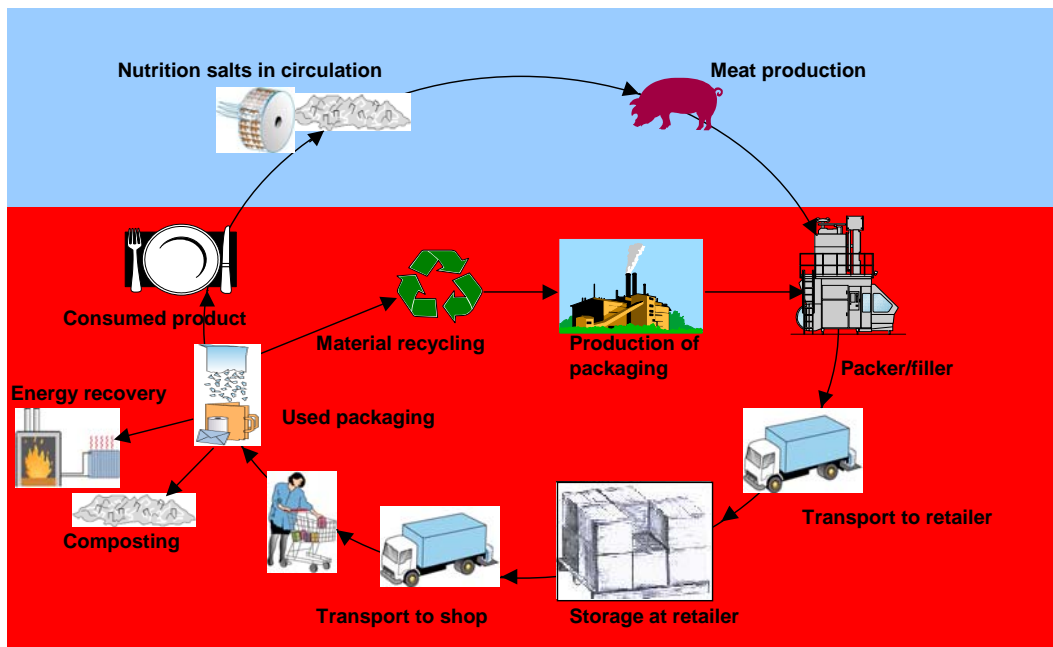 Nutrition salts in circulation
Meat production
Consumed product
Material recycling
Production of
packaging
Packer/filler
Energy recovery
Used packaging
Composting
Transport to retailer
Transport to shop
Storage at retailer